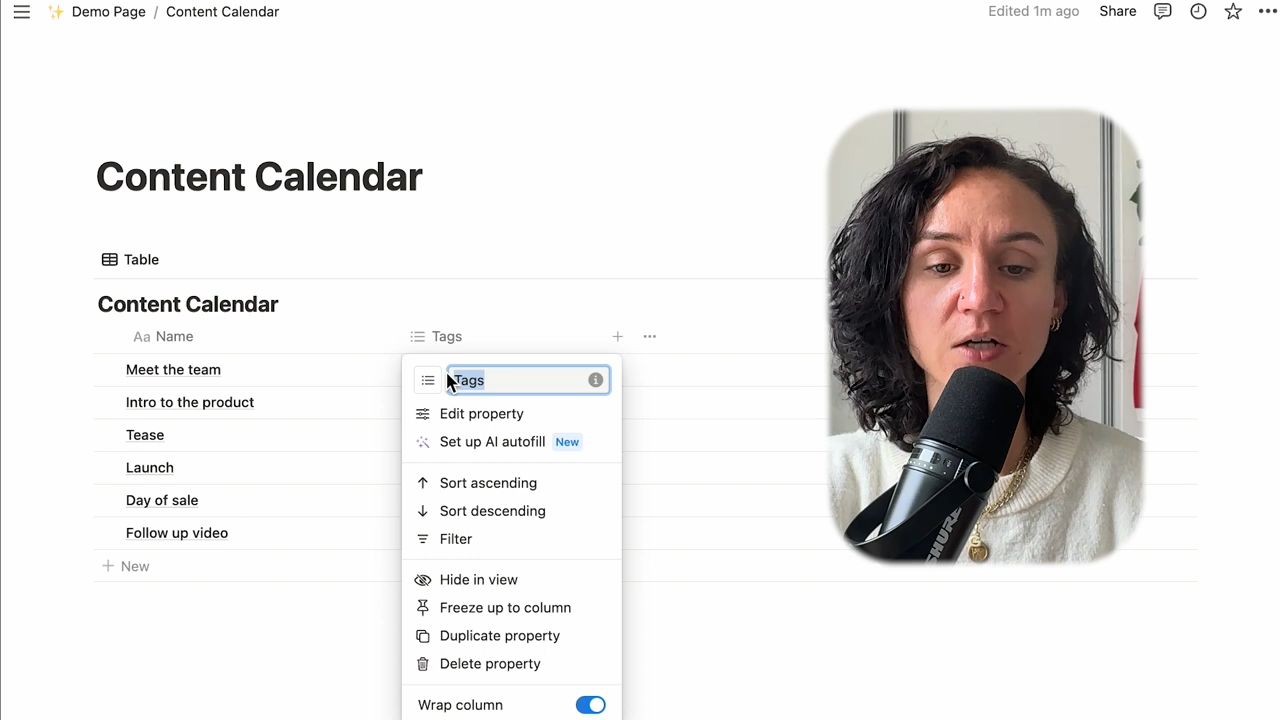 Demo Page / Content Calendar
Edited 1m ago
Share
Content Calendar
Table
Content Calendar
Aa Name
Tags
Meet the team
Intro to the product
Tease
Launch
Day of sale
Follow up video
New
Tags
Edit property
Set up AI autofill New
Sort ascending
Sort descending
Filter
Hide in view
Freeze up to column
Duplicate property
Delete property
Wrap column
SHURE